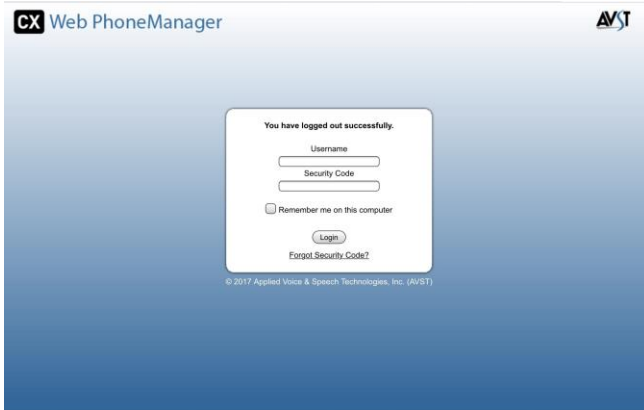 CX Web PhoneManager
AVST
You have logged out successfully.
Username
Security Code
Remember me on this computer
Login
Forgot Security Code?
© 2017 Applied Voice & Speech Technologies, Inc. (AVST)